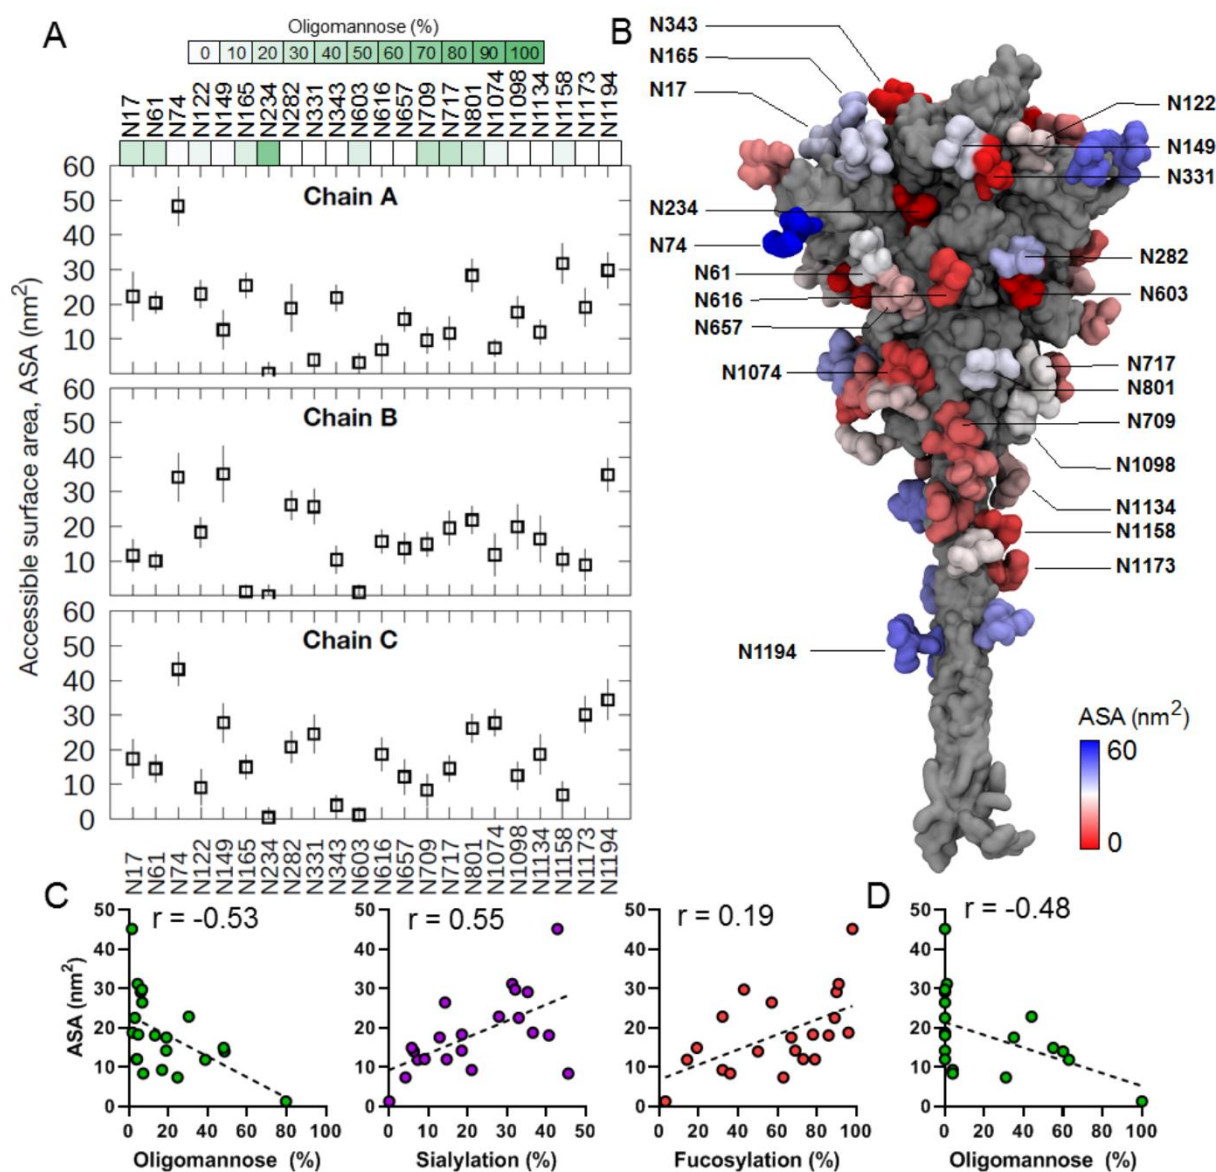 A
Oligomannose (%)
0 10 20 30 40 50 60 70 80 90 100
N17 N61 N74 N122 N149 N165 N234 N282 N331 N343 N603 N616 N657 N709 N717 N801 N1074 N1098 N1134 N1158 N1173 N1194
Accessible surface area, ASA (nm²)
Chain A
60
50
40
30
20
10
Chain B
60
50
40
30
20
10
Chain C
60
50
40
30
20
10
0
N17 N61 N74 N122 N149 N165 N234 N282 N331 N343 N603 N616 N657 N709 N717 N801 N1074 N1098 N1134 N1158 N1173 N1194
B
N343
N165
N17
N234
N74
N61
N616
N657
N1074
N1194
N122
N149
N331
N282
N603
N717
N801
N709
N1098
N1134
N1158
N1173
ASA (nm²)
60
0
C
r = -0.53
ASA (nm²)
50
40
30
20
10
0
0 20 40 60 80 100
Oligomannose (%)
r = 0.55
50
40
30
20
10
0
0 10 20 30 40 50
Sialylation (%)
r = 0.19
50
40
30
20
10
0
0 20 40 60 80 100
Fucosylation (%)
D
r = -0.48
50
40
30
20
10
0
0 20 40 60 80 100
Oligomannose (%)